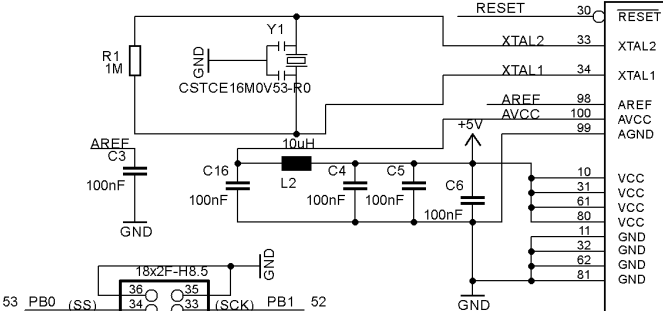 RESET 30 RESET
Y1
XTAL2 33 XTAL2
R1
1M
GND
XTAL1 34 XTAL1
CSTCE16M0V53-R0
AREF 98 AREF
AVCC 100 AVCC
+5V 99 AGND
AREF
C3
100nF
GND
10uH
L2
C16
100nF
C4
100nF
C5
100nF
C6
100nF
GND
10 VCC
31 VCC
61 VCC
80 VCC
11 GND
32 GND
62 GND
81 GND
18x2F-H8.5
GND
36 35
53 PB0 (SS) 34 33 (SCK) PB1 52